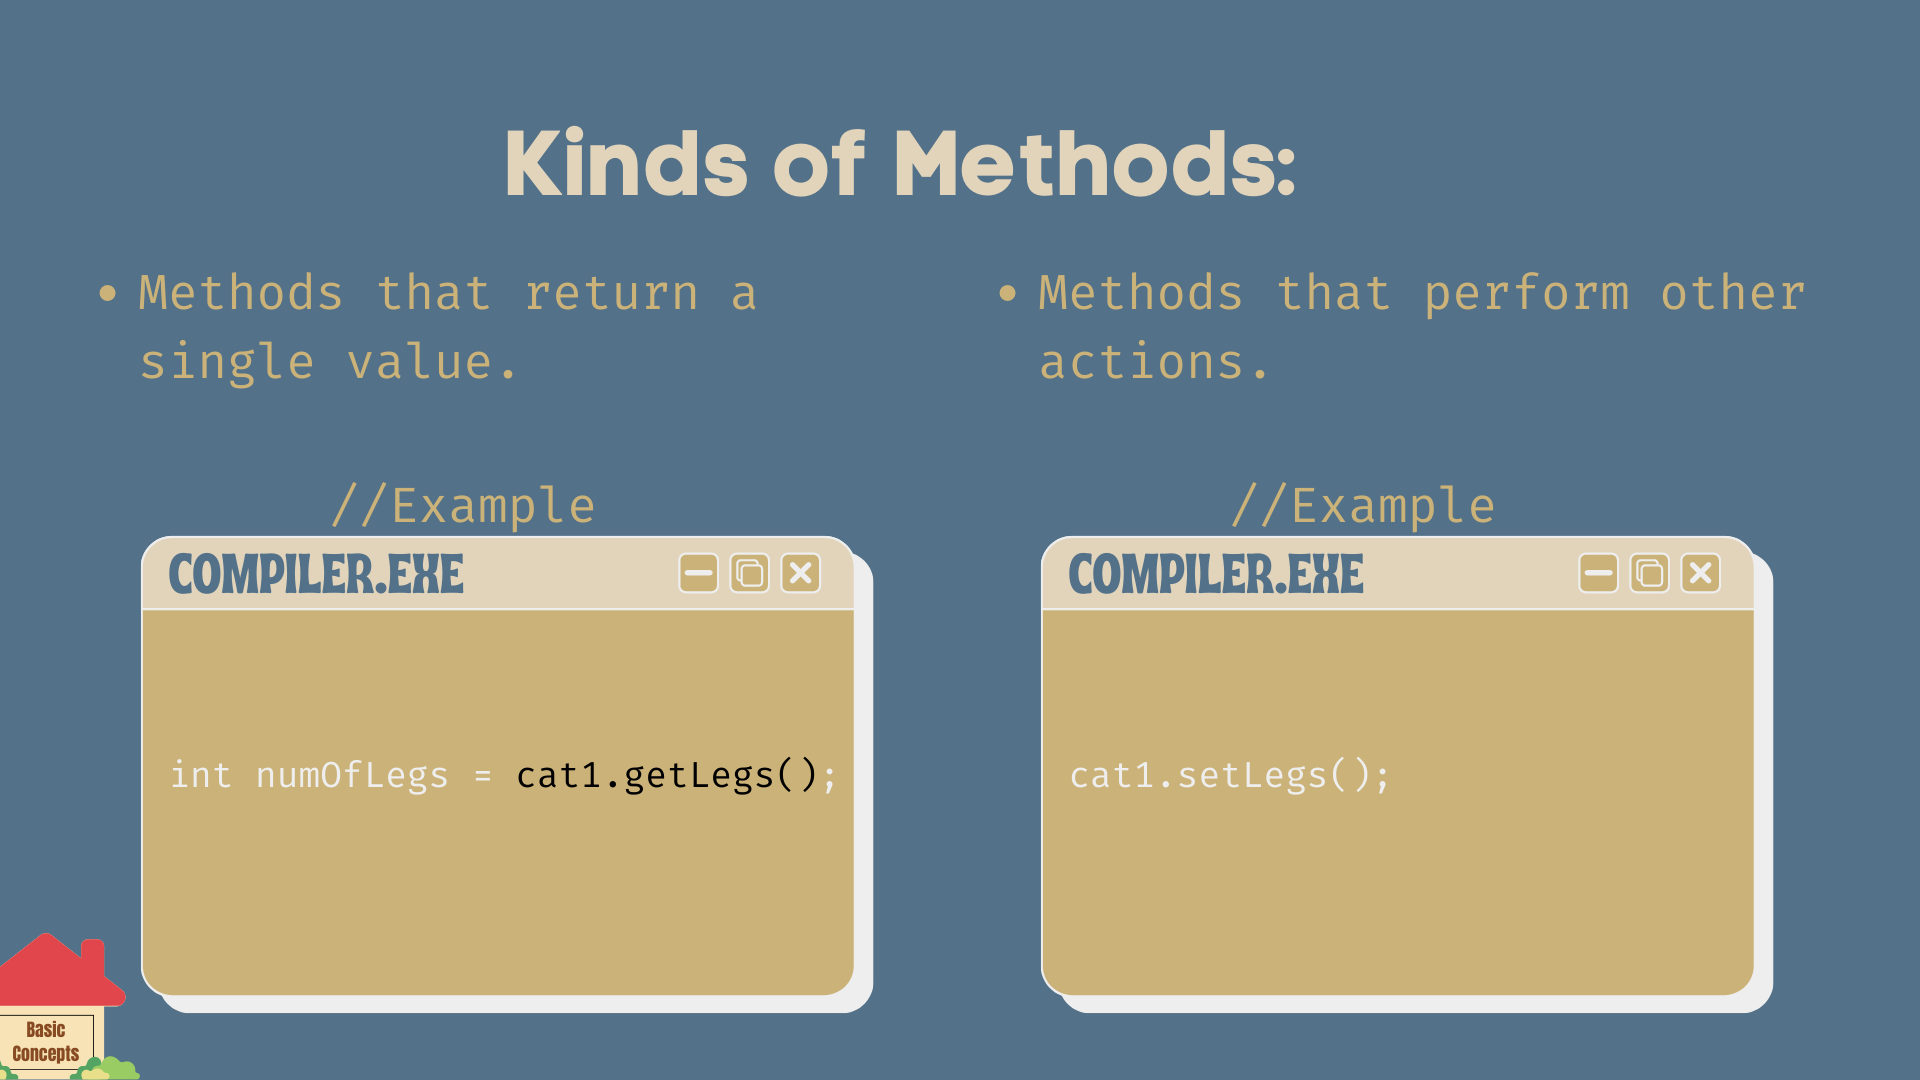 Kinds of Methods:
• Methods that return a
single value.
//Example
COMPILER.EXE
int numOfLegs = cat1.getLegs();
• Methods that perform other
actions.
//Example
COMPILER.EXE
cat1.setLegs();
Basic
Concepts